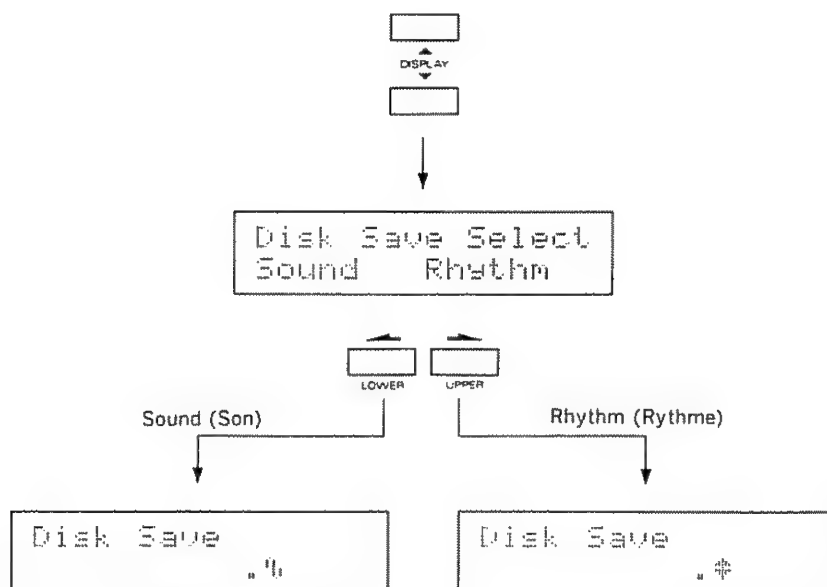 DISPLAY
Disk Save Select
Sound Rhythm
LOWER UPPER
Sound (Son) Rhythm (Rythme)
Disk Save Disk Save
.% .*